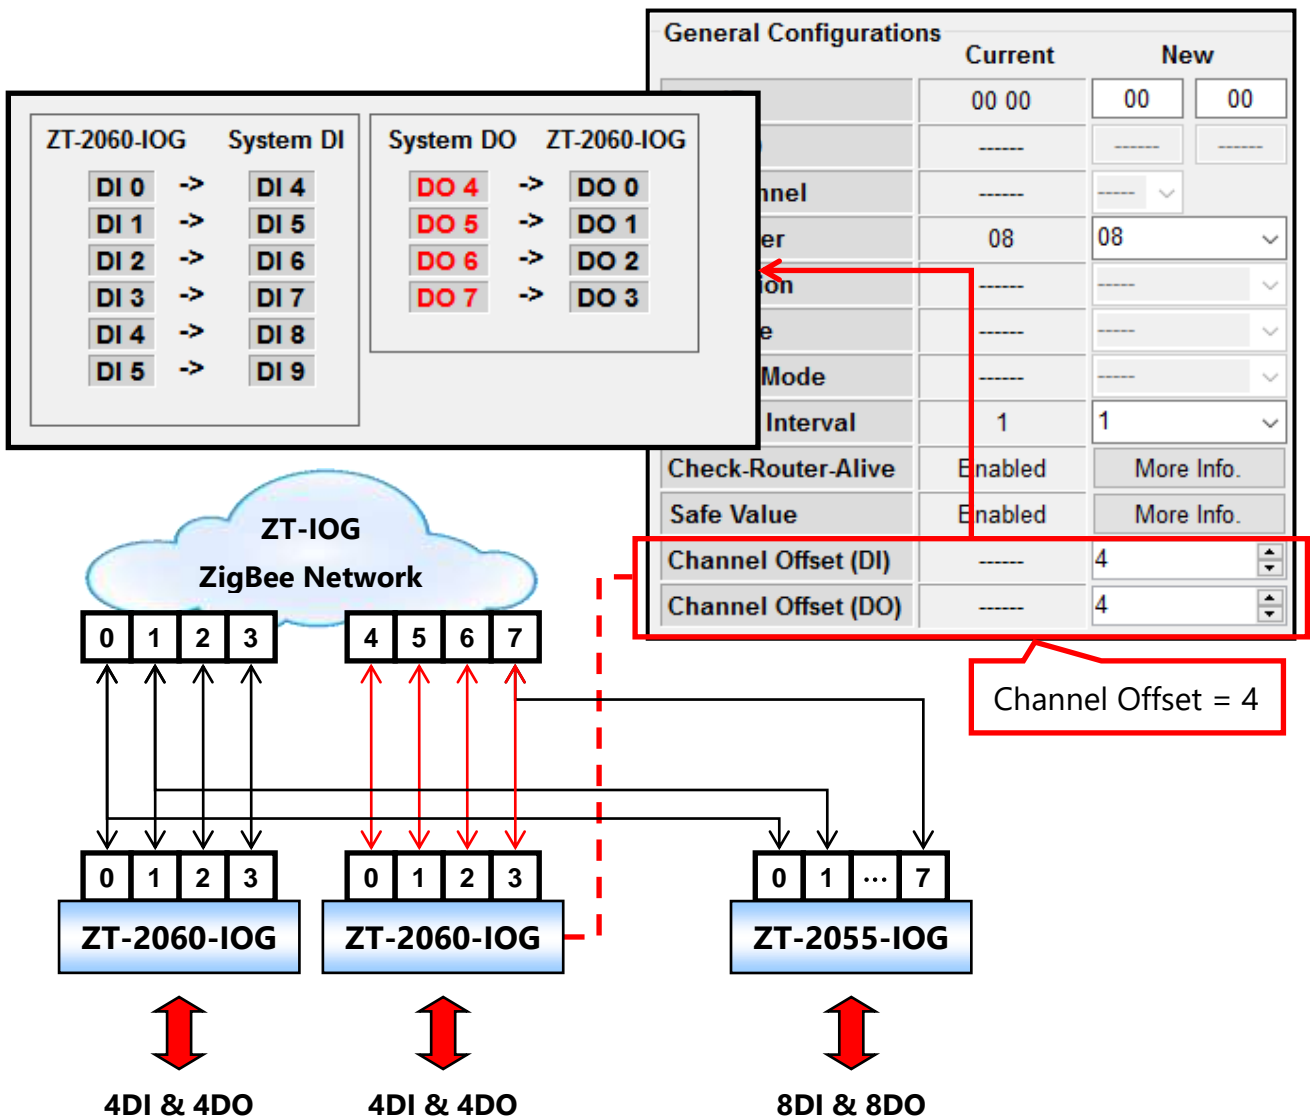 General Configurations
Current New
00 00 00 00
------ ------ ------
nnel ------ -----
er 08 08
ion ------ -----
e ------ -----
Mode ------ -----
Interval 1 1
Check-Router-Alive Enabled More Info.
Safe Value Enabled More Info.
Channel Offset (DI) ------ 4
Channel Offset (DO) ------ 4
ZT-2060-IOG System DI
DI 0 -> DI 4
DI 1 -> DI 5
DI 2 -> DI 6
DI 3 -> DI 7
DI 4 -> DI 8
DI 5 -> DI 9
System DO ZT-2060-IOG
DO 4 -> DO 0
DO 5 -> DO 1
DO 6 -> DO 2
DO 7 -> DO 3
ZT-IOG
ZigBee Network
0 1 2 3 4 5 6 7
Channel Offset = 4
0 1 2 3 0 1 2 3 0 1 ... 7
ZT-2060-IOG ZT-2060-IOG ZT-2055-IOG
4DI & 4DO 4DI & 4DO 8DI & 8DO